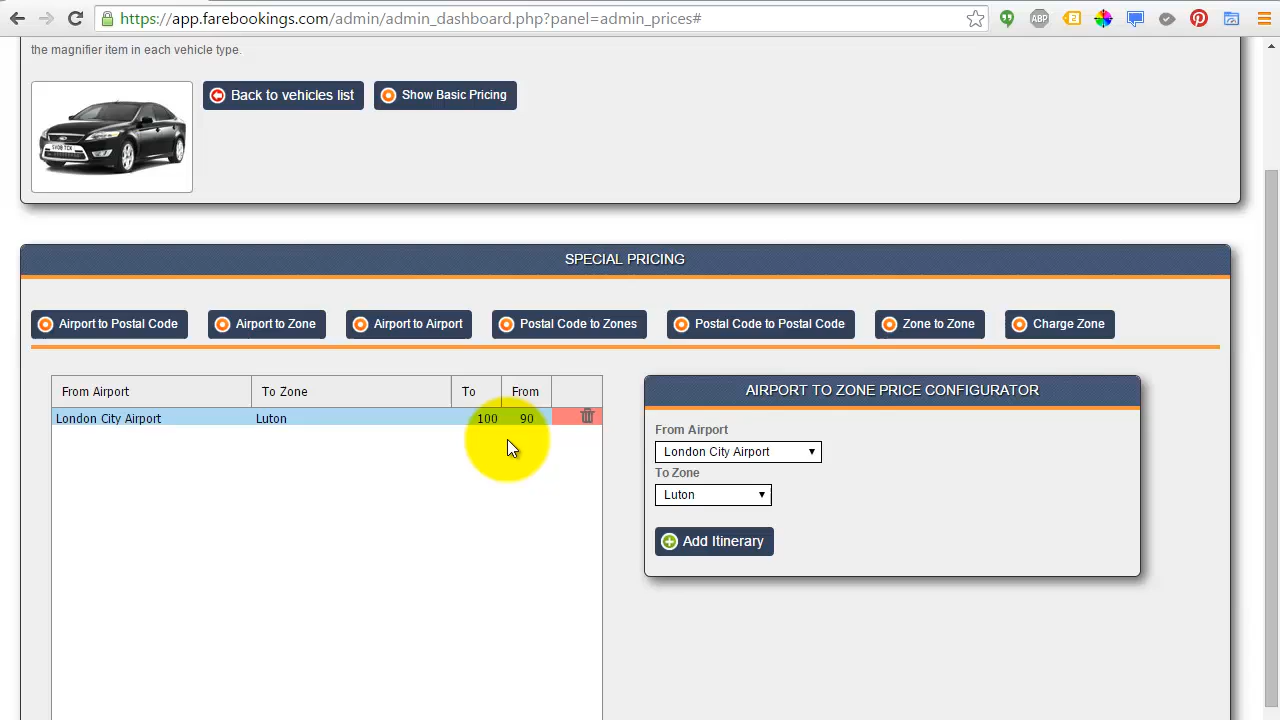 https://app.farebookings.com/admin/admin_dashboard.php?panel=admin_prices#
ABP
2
the magnifier item in each vehicle type.
Back to vehicles list
Show Basic Pricing
SPECIAL PRICING
Airport to Postal Code
Airport to Zone
Airport to Airport
Postal Code to Zones
Postal Code to Postal Code
Zone to Zone
Charge Zone
From Airport To Zone To From
London City Airport Luton 100 90
AIRPORT TO ZONE PRICE CONFIGURATOR
From Airport
London City Airport
To Zone
Luton
Add Itinerary